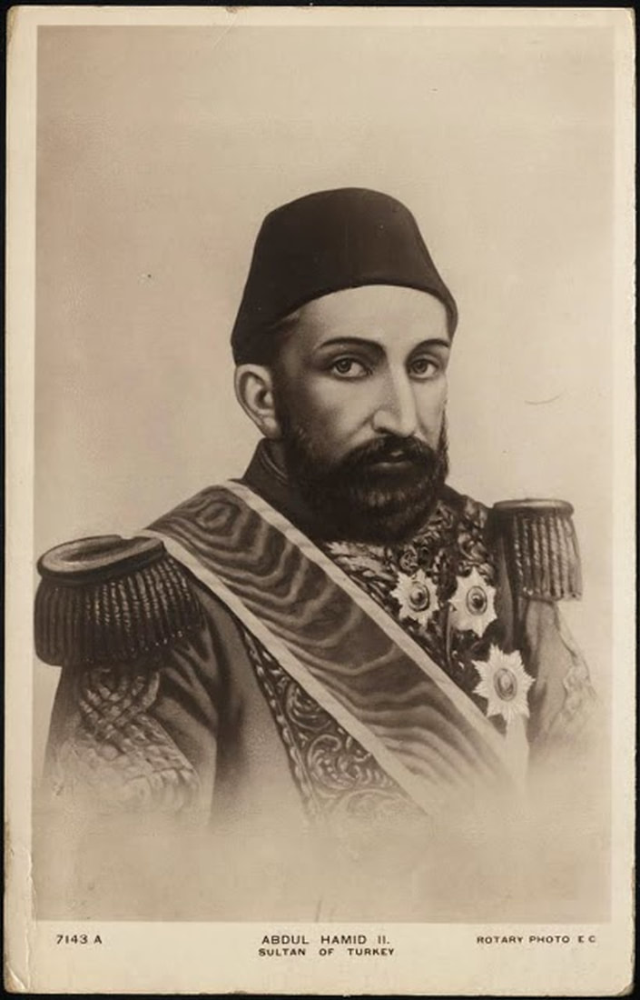 7143 A
ABDUL HAMID II.
SULTAN OF TURKEY
ROTARY PHOTO E C